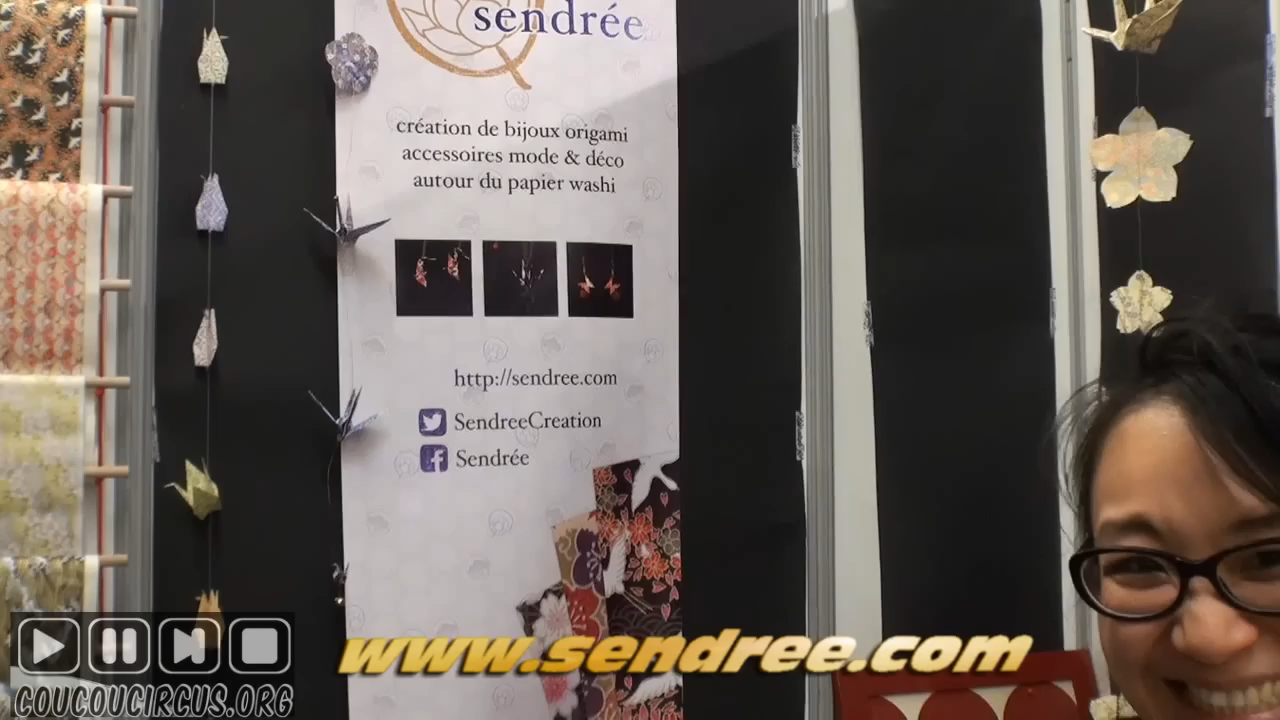 sendrée
création de bijoux origami
accessoires mode & déco
autour du papier washi
http://sendree.com
SendreeCreation
Sendrée
www.sendree.com
COUCOUCIRCUS.ORG